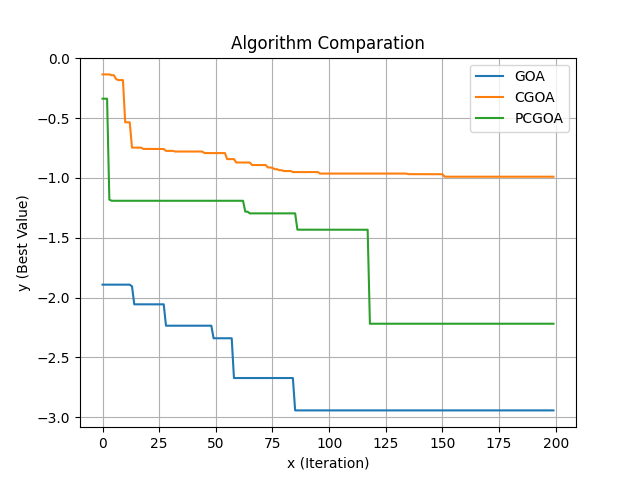 Algorithm Comparation
GOA
CGOA
PCGOA
y (Best Value)
0.0
−0.5
−1.0
−1.5
−2.0
−2.5
−3.0
0 25 50 75 100 125 150 175 200
x (Iteration)